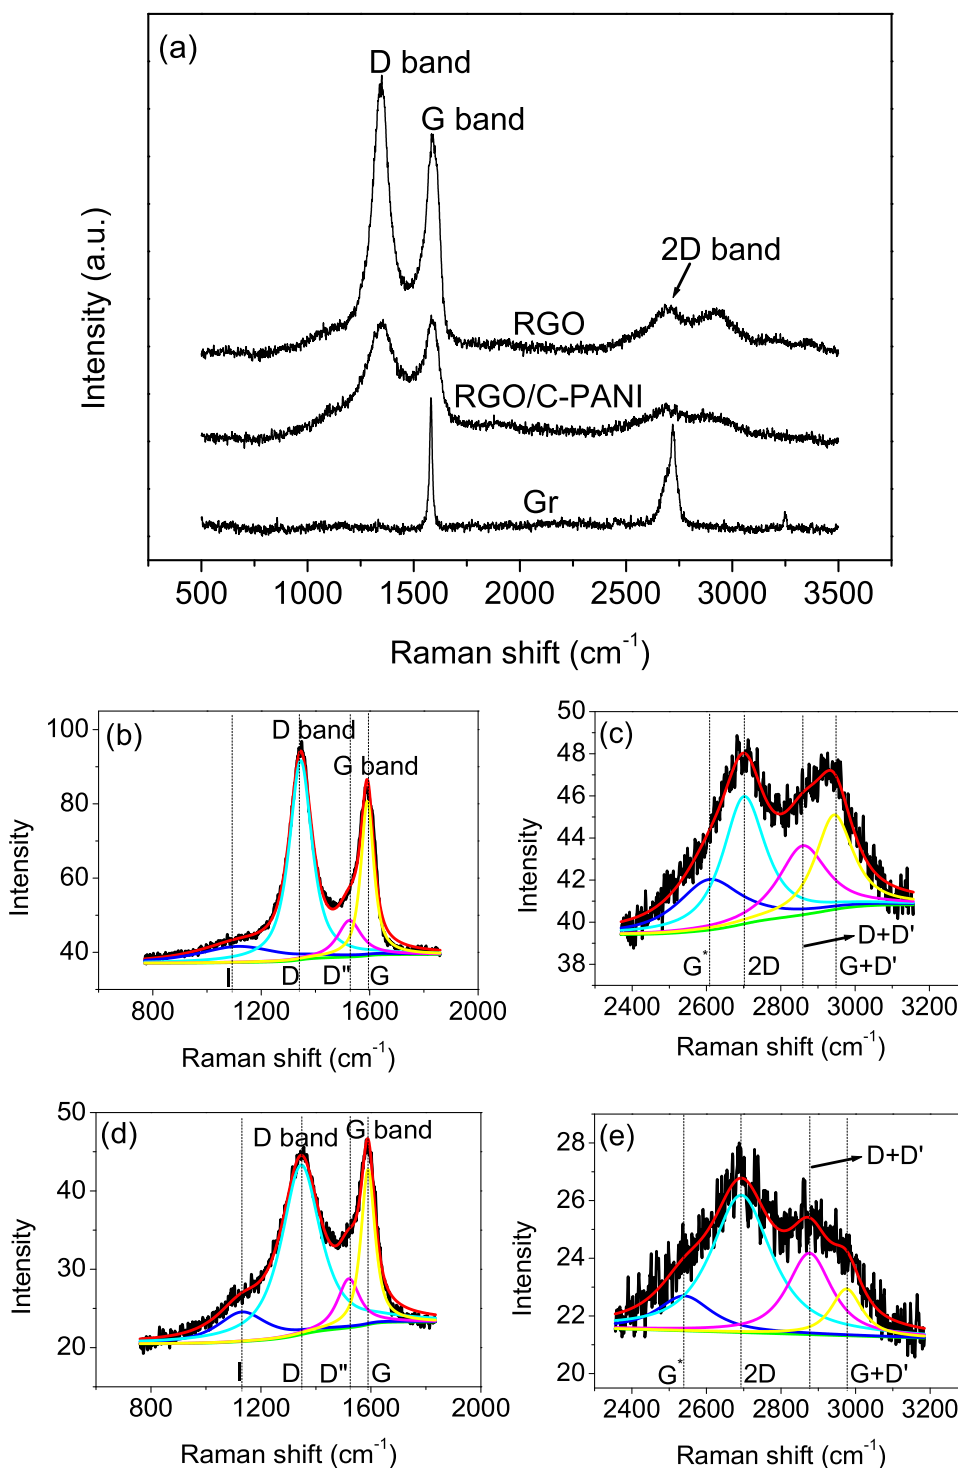 (a)
D band
G band
2D band
RGO
RGO/C-PANI
Gr
Intensity (a.u.)
500 1000 1500 2000 2500 3000 3500
Raman shift (cm⁻¹)
(b)
D band
G band
100
80
60
40
Intensity
I D D" G
800 1200 1600 2000
Raman shift (cm⁻¹)
(c)
50
48
46
44
42
40
38
Intensity
G* 2D D+D' G+D'
2400 2600 2800 3000 3200
Raman shift (cm⁻¹)
(d)
D band
G band
50
40
30
20
Intensity
I D D" G
800 1200 1600 2000
Raman shift (cm⁻¹)
(e)
D+D'
28
26
24
22
20
Intensity
G* 2D G+D'
2400 2600 2800 3000 3200
Raman shift (cm⁻¹)